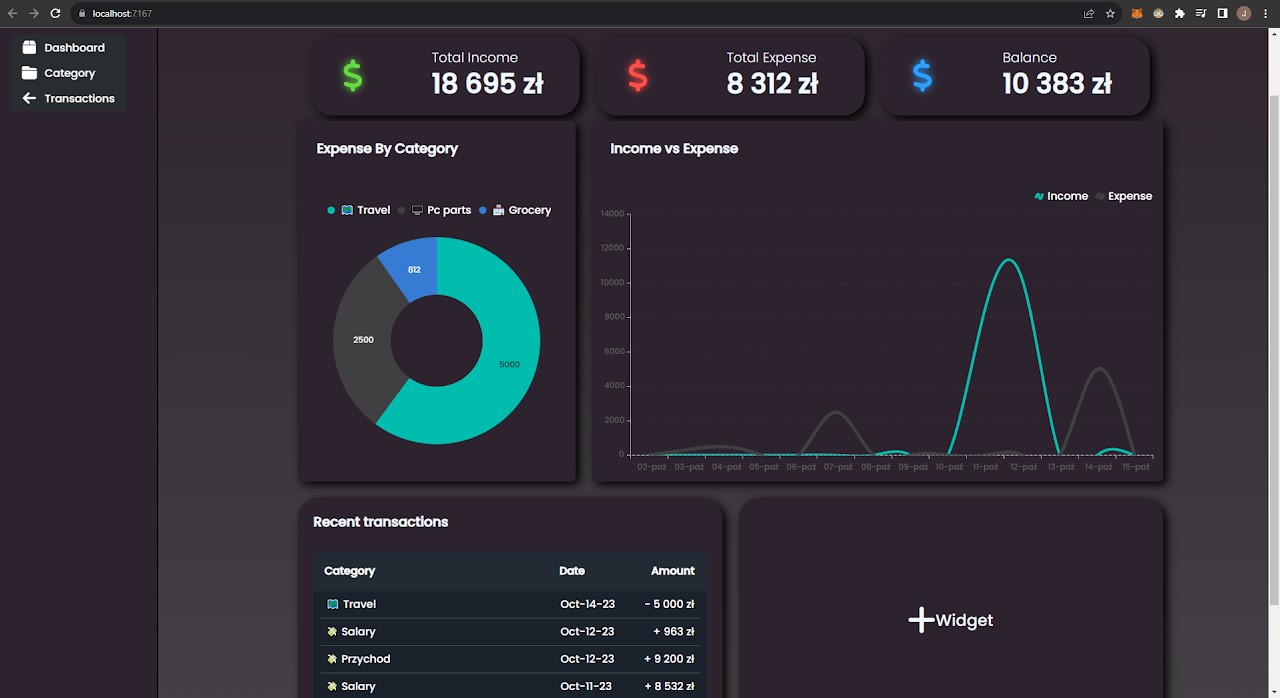 localhost:7167
Dashboard
Category
Transactions
Total Income
18 695 zł
Total Expense
8 312 zł
Balance
10 383 zł
Expense By Category
Travel Pc parts Grocery
812
2500
5000
Income vs Expense
Income Expense
14000
12000
10000
8000
6000
4000
2000
0
02-paź 03-paź 04-paź 05-paź 06-paź 07-paź 08-paź 09-paź 10-paź 11-paź 12-paź 13-paź 14-paź 15-paź
Recent transactions
Category Date Amount
Travel Oct-14-23 - 5 000 zł
Salary Oct-12-23 + 963 zł
Przychod Oct-12-23 + 9 200 zł
Salary Oct-11-23 + 8 532 zł
Widget
J